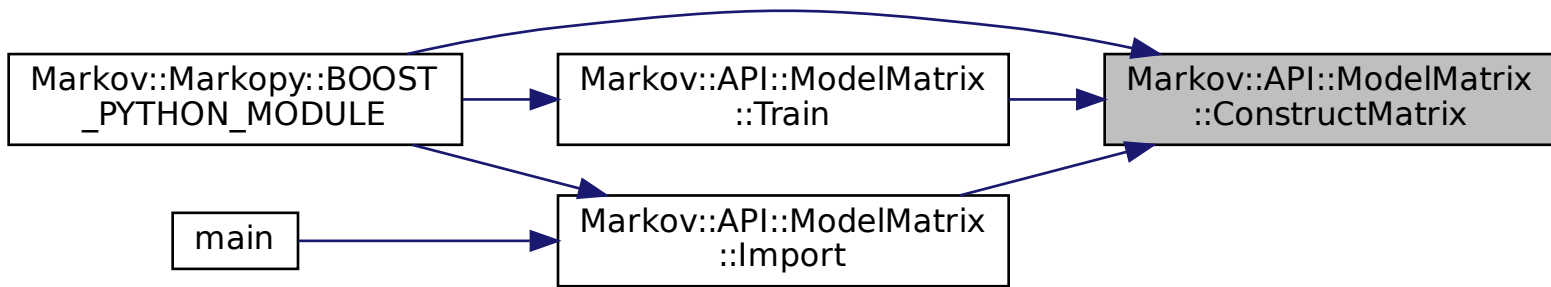 Markov::Markopy::BOOST
_PYTHON_MODULE
Markov::API::ModelMatrix
::Train
Markov::API::ModelMatrix
::ConstructMatrix
main
Markov::API::ModelMatrix
::Import